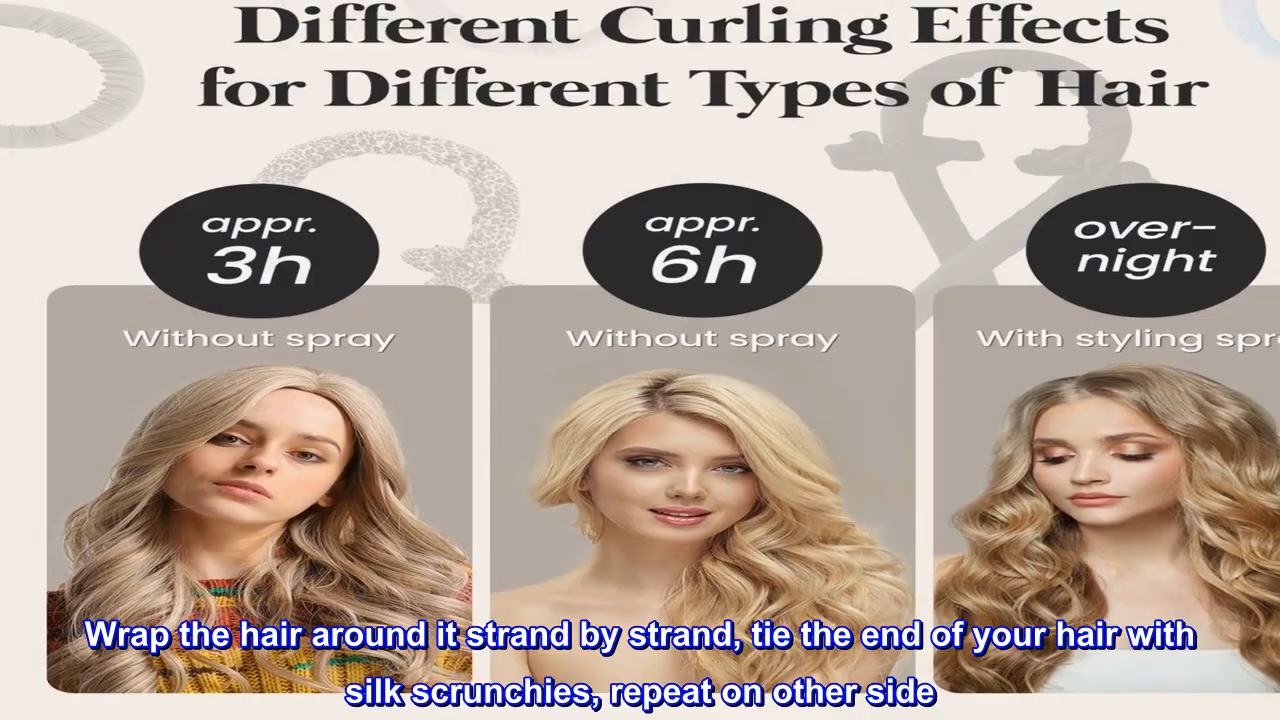 Different Curling Effects
for Different Types of Hair
appr.
3h
appr.
6h
over-
night
Without spray
Without spray
With styling
Wrap the hair around it strand by strand, tie the end of your hair with
silk scrunchies, repeat on other side